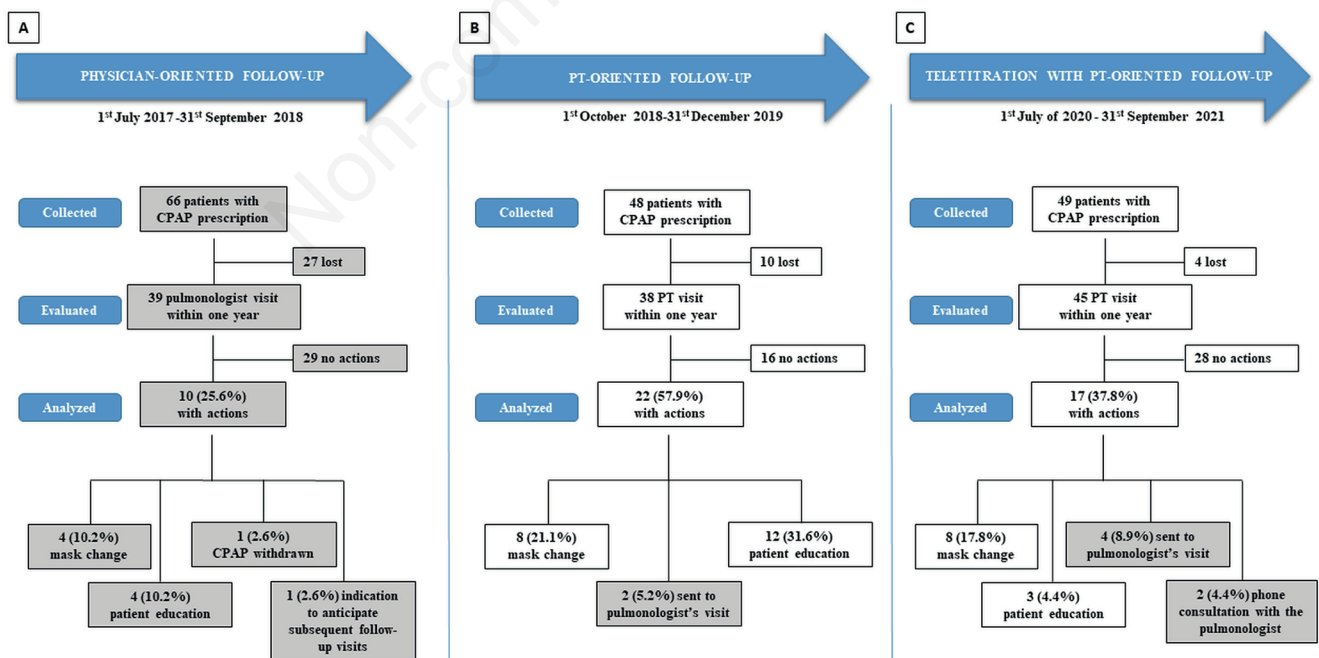 A
PHYSICIAN-ORIENTED FOLLOW-UP
1st July 2017-31st September 2018
Collected
66 patients with
CPAP prescription
27 lost
Evaluated
39 pulmonologist visit
within one year
29 no actions
Analyzed
10 (25.6%)
with actions
4 (10.2%)
mask change
1 (2.6%)
CPAP withdrawn
4 (10.2%)
patient education
1 (2.6%) indication
to anticipate
subsequent follow-
up visits
B
PT-ORIENTED FOLLOW-UP
1st October 2018-31st December 2019
Collected
48 patients with
CPAP prescription
10 lost
Evaluated
38 PT visit
within one year
16 no actions
Analyzed
22 (57.9%)
with actions
8 (21.1%)
mask change
12 (31.6%)
patient education
2 (5.2%) sent to
pulmonologist's visit
C
TELETITRATION WITH PT-ORIENTED FOLLOW-UP
1st July of 2020- 31st September 2021
Collected
49 patients with
CPAP prescription
4 lost
Evaluated
45 PT visit
within one year
28 no actions
Analyzed
17 (37.8%)
with actions
8 (17.8%)
mask change
4 (8.9%) sent to
pulmonologist's visit
3 (4.4%)
patient education
2 (4.4%) phone
consultation with the
pulmonologist
Non-com